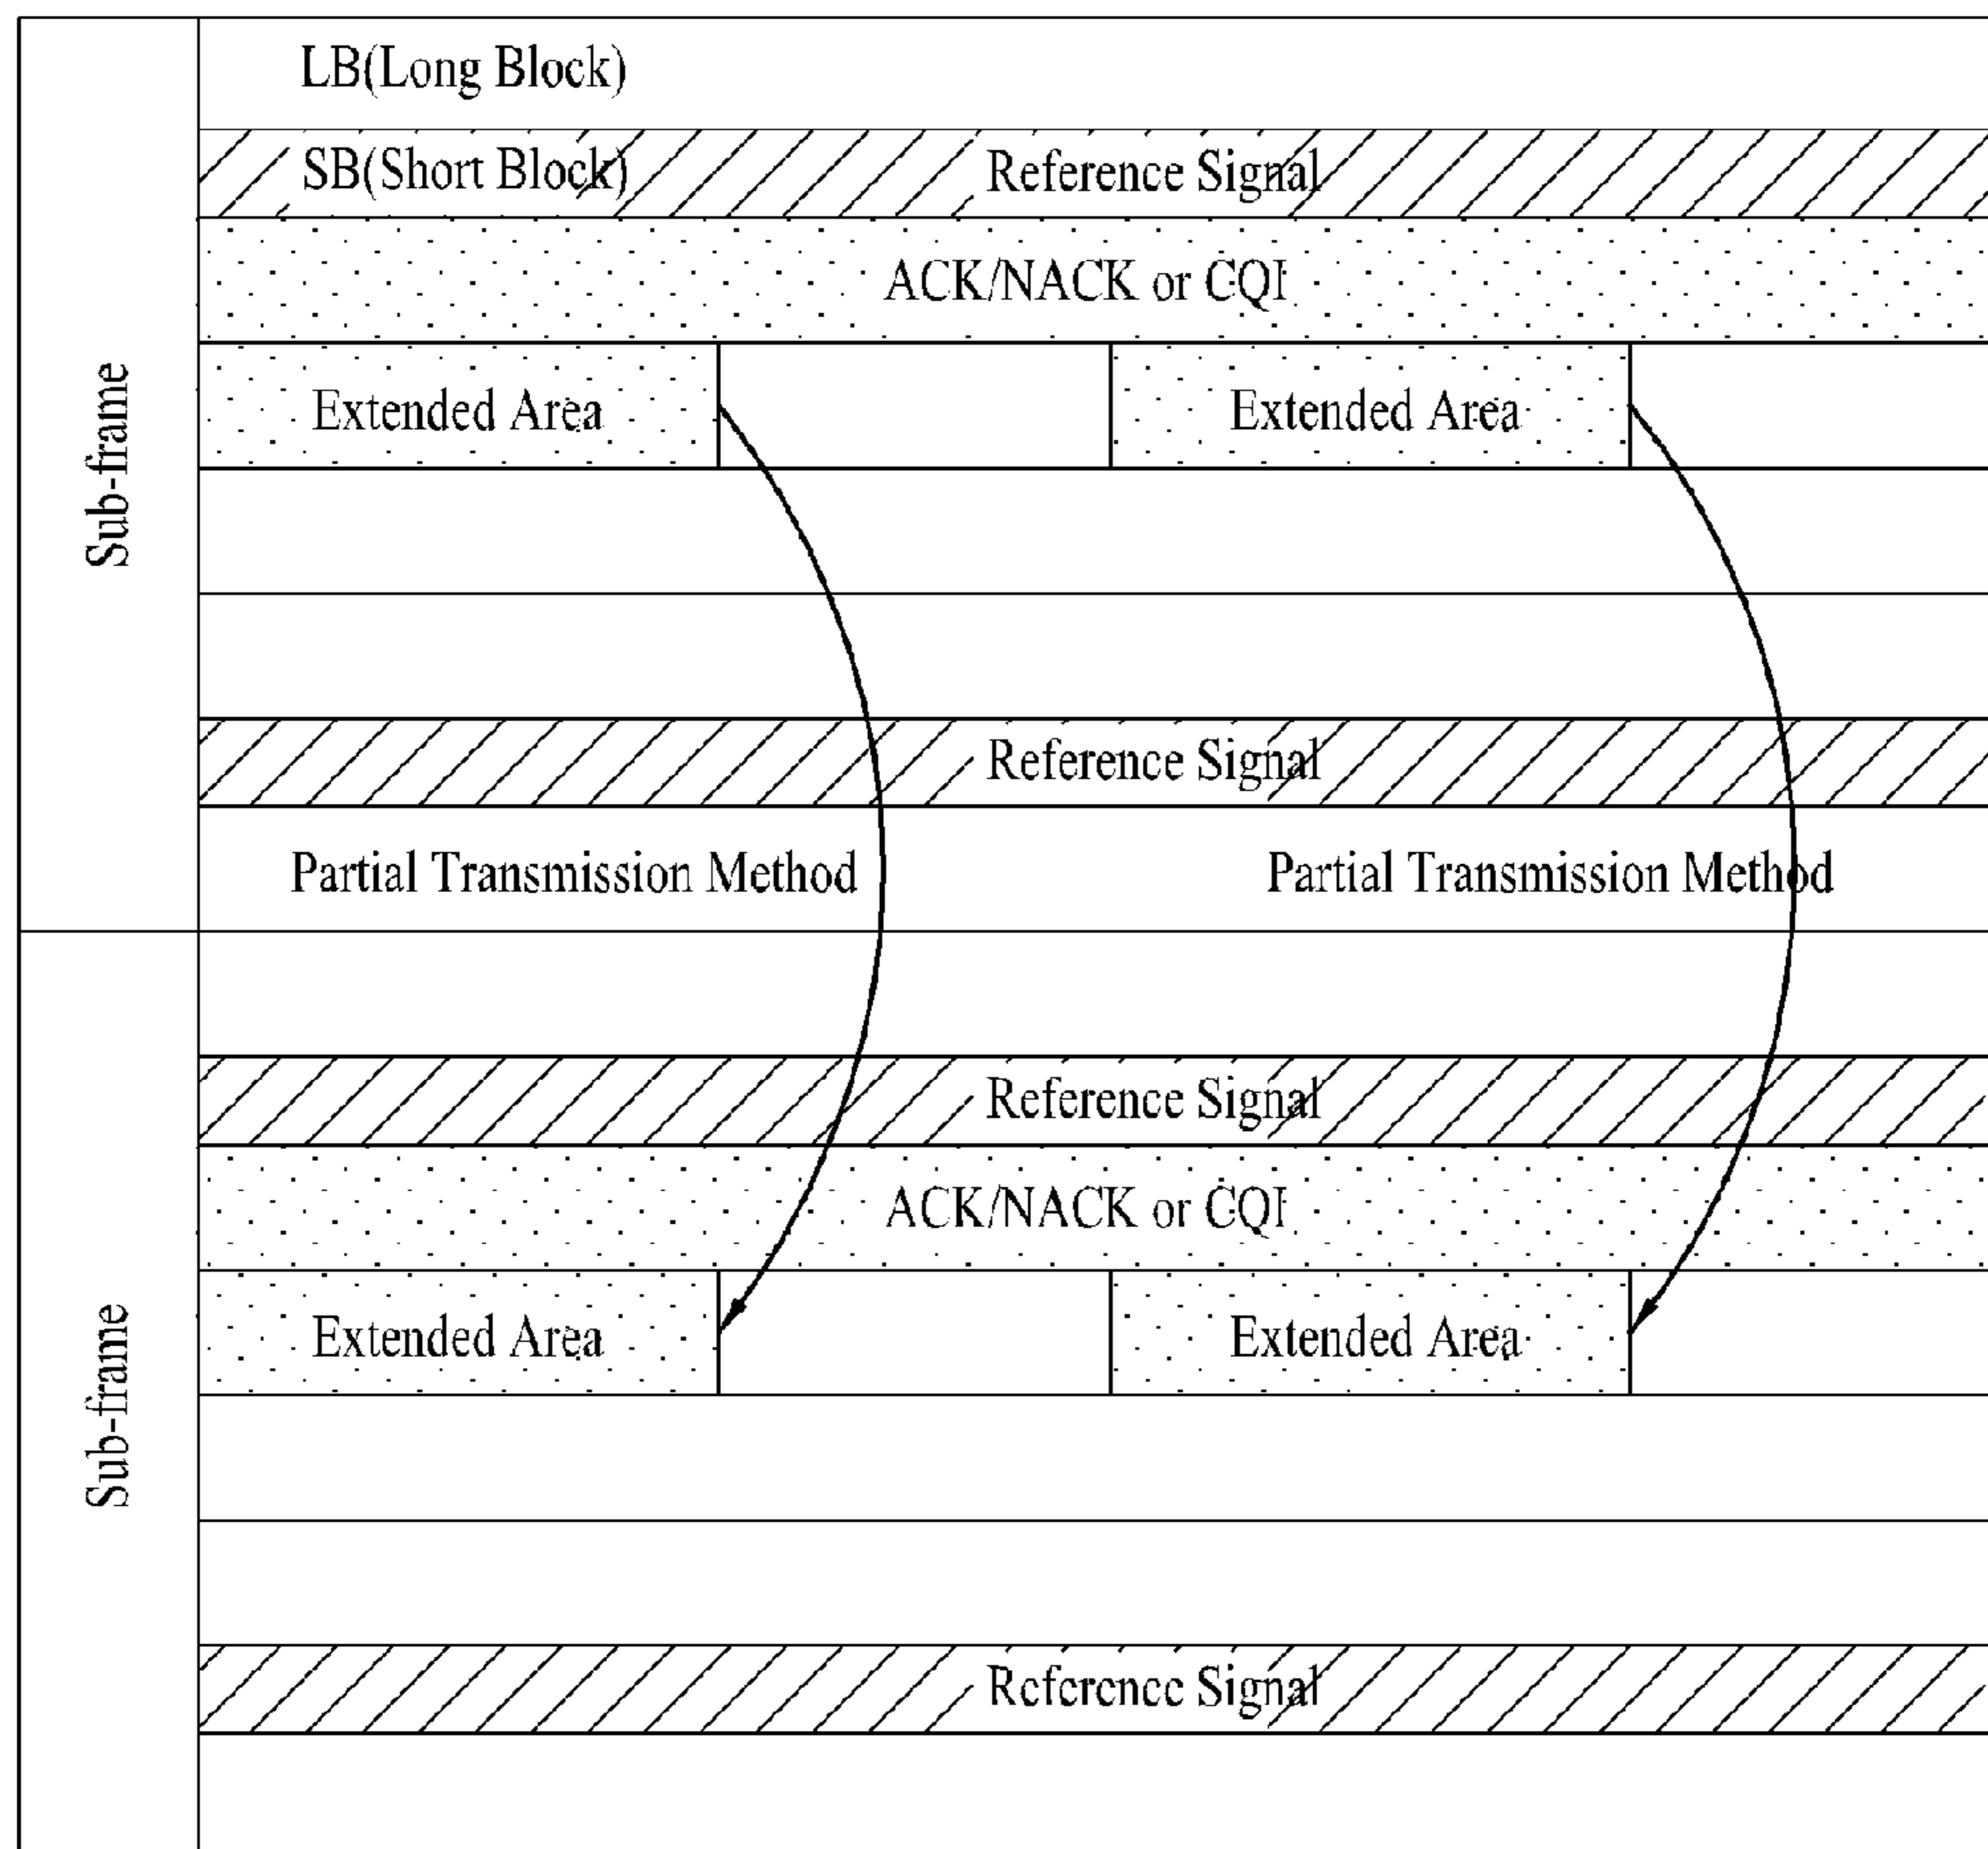 Sub-frame
LB(Long Block)
SB(Short Block) Reference Signal
ACK/NACK or CQI
Extended Area Extended Area
Reference Signal
Partial Transmission Method Partial Transmission Method
Sub-frame
Reference Signal
ACK/NACK or CQI
Extended Area Extended Area
Reference Signal